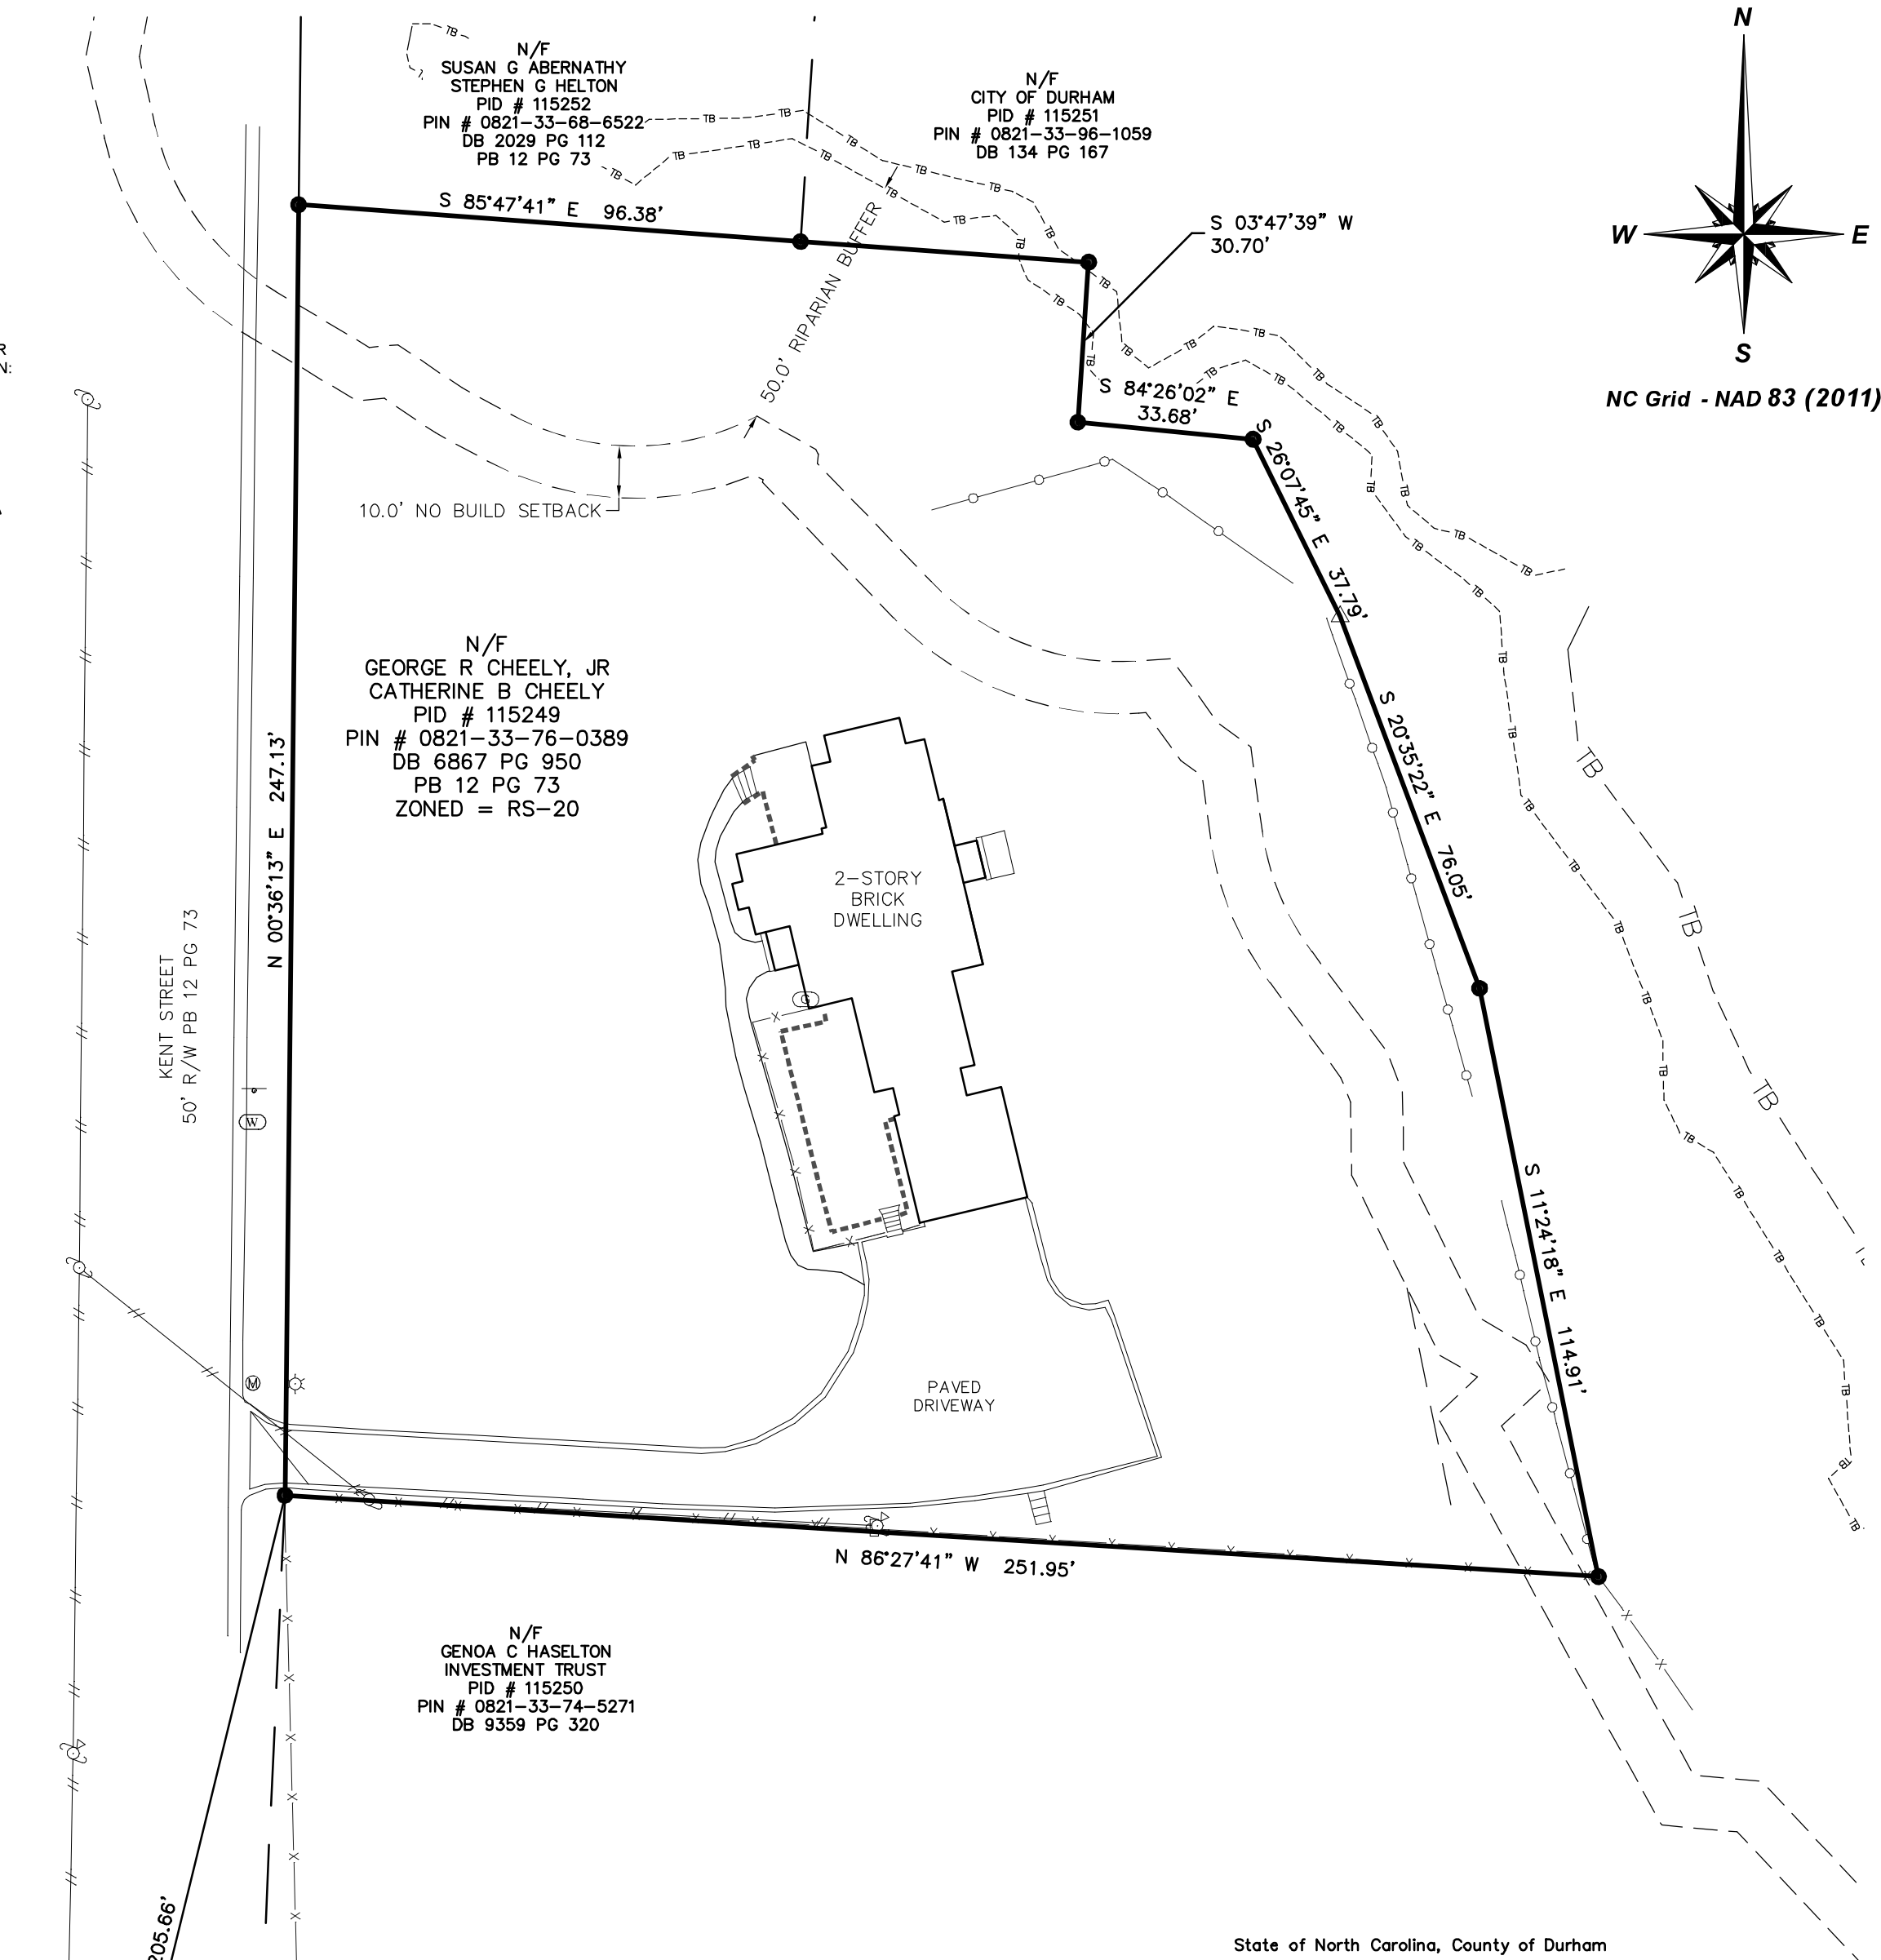 N
W
E
S
NC Grid - NAD 83 (2011)
R
N:
N/F
SUSAN G ABERNATHY
STEPHEN G HELTON
PID # 115252
PIN # 0821-33-68-6522
DB 2029 PG 112
PB 12 PG 73
N/F
CITY OF DURHAM
PID # 115251
PIN # 0821-33-96-1059
DB 134 PG 167
S 85°47'41" E 96.38'
S 03°47'39" W
30.70'
50.0' RIPARIAN BUFFER
S 84°26'02" E
33.68'
10.0' NO BUILD SETBACK
S 26°07'45" E 37.79'
N/F
GEORGE R CHEELY, JR
CATHERINE B CHEELY
PID # 115249
PIN # 0821-33-76-0389
DB 6867 PG 950
PB 12 PG 73
ZONED = RS-20
N 00°36'13" E 247.13'
S 20°35'22" E 76.05'
2-STORY
BRICK
DWELLING
KENT STREET
50' R/W PB 12 PG 73
G
W
M
S 11°24'18" E 114.91'
TB
TB
TB
PAVED
DRIVEWAY
N 86°27'41" W 251.95'
N/F
GENOA C HASELTON
INVESTMENT TRUST
PID # 115250
PIN # 0821-33-74-5271
DB 9359 PG 320
205.66'
State of North Carolina, County of Durham